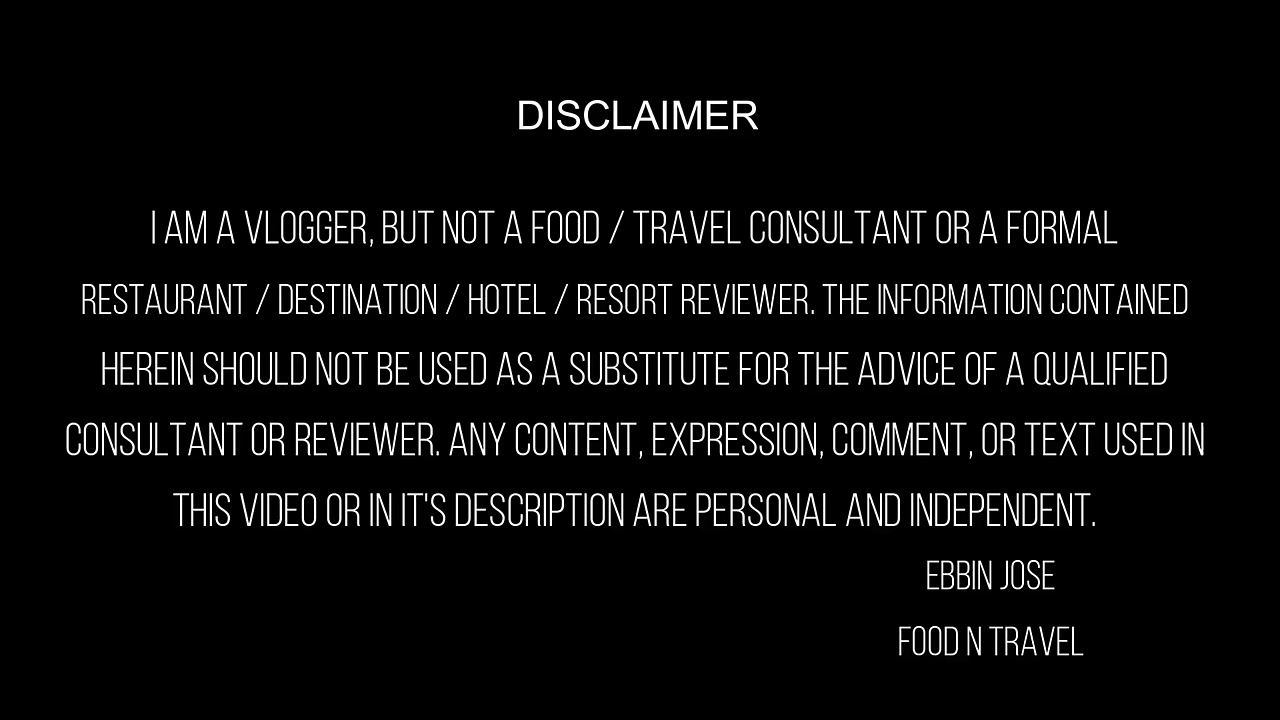 DISCLAIMER
I AM A VLOGGER, BUT NOT A FOOD / TRAVEL CONSULTANT OR A FORMAL
RESTAURANT / DESTINATION / HOTEL / RESORT REVIEWER. THE INFORMATION CONTAINED
HEREIN SHOULD NOT BE USED AS A SUBSTITUTE FOR THE ADVICE OF A QUALIFIED
CONSULTANT OR REVIEWER. ANY CONTENT, EXPRESSION, COMMENT, OR TEXT USED IN
THIS VIDEO OR IN IT'S DESCRIPTION ARE PERSONAL AND INDEPENDENT.
EBBIN JOSE
FOOD N TRAVEL